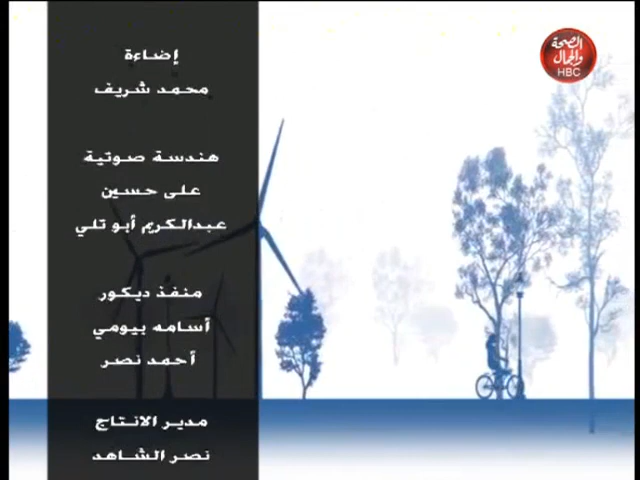 إضاءة
محمد شريف
هندسة صوتية
على حسين
عبدالكريم أبو تلي
منفذ ديكور
أسامه بيومي
أحمد نصر
مدير الانتاج
نصر الشاهد
الصحة
والجمال
HBC